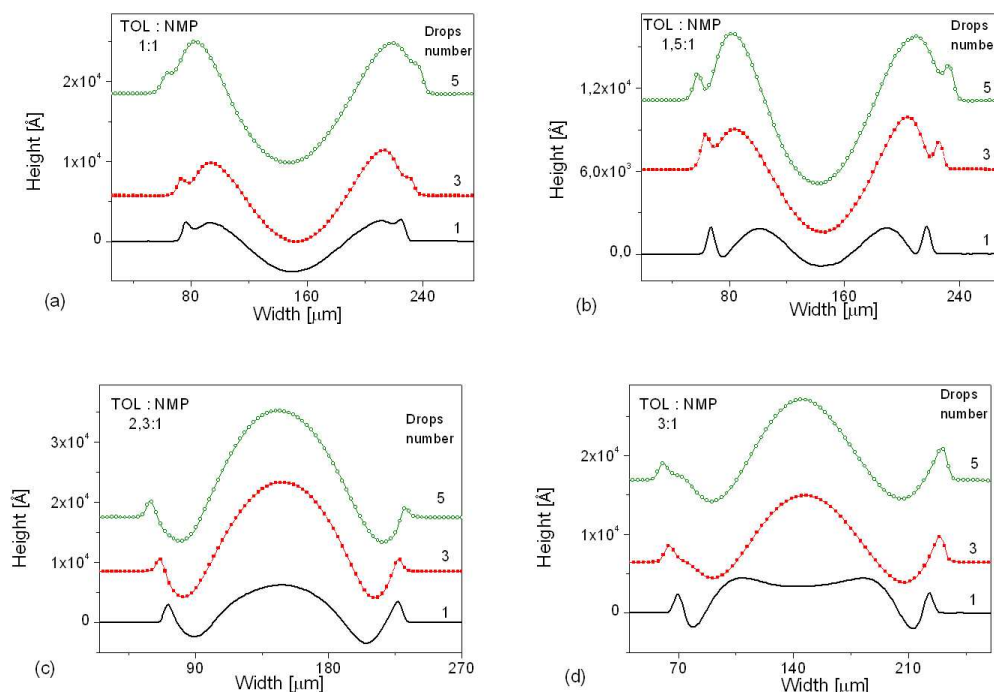 TOL : NMP
1:1
Drops
number
5
3
1
2x10⁴
1x10⁴
0
Height [Å]
80
160
240
Width [μm]
(a)
TOL : NMP
1,5:1
Drops
number
5
3
1
1,2x10⁴
6,0x10³
0,0
Height [Å]
80
160
240
Width [μm]
(b)
TOL : NMP
2,3:1
Drops
number
5
3
1
3x10⁴
2x10⁴
1x10⁴
0
Height [Å]
90
180
270
Width [μm]
(c)
TOL : NMP
3:1
Drops
number
5
3
1
2x10⁴
1x10⁴
0
Height [Å]
70
140
210
Width [μm]
(d)